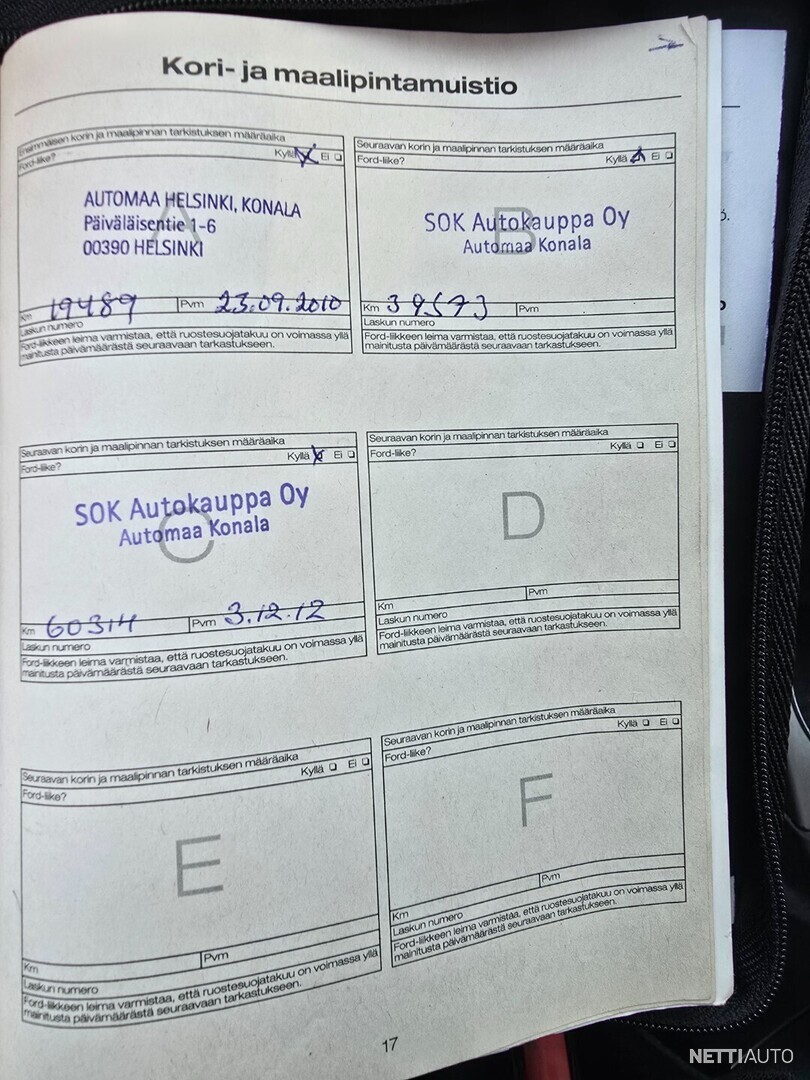 Kori- ja maalipintamuistio
Ensimmäisen korin ja maalipinnan tarkistuksen määräaika
Ford-liike? Kyllä Ei
A
AUTOMAA HELSINKI, KONALA
Päiväläisentie 1-6
00390 HELSINKI
Km 19489 Pvm 23.09.2010
Laskun numero
Ford-liikkeen leima varmistaa, että ruostesuojatakuu on voimassa yllä
mainitusta päivämäärästä seuraavaan tarkastukseen.
Seuraavan korin ja maalipinnan tarkistuksen määräaika
Ford-liike? Kyllä Ei
B
SOK Autokauppa Oy
Automaa Konala
Km 39573 Pvm
Laskun numero
Ford-liikkeen leima varmistaa, että ruostesuojatakuu on voimassa yllä
mainitusta päivämäärästä seuraavaan tarkastukseen.
Seuraavan korin ja maalipinnan tarkistuksen määräaika
Ford-liike? Kyllä Ei
C
SOK Autokauppa Oy
Automaa Konala
Km 60314 Pvm 3.12.12
Laskun numero
Ford-liikkeen leima varmistaa, että ruostesuojatakuu on voimassa yllä
mainitusta päivämäärästä seuraavaan tarkastukseen.
Seuraavan korin ja maalipinnan tarkistuksen määräaika
Ford-liike? Kyllä Ei
D
Km Pvm
Laskun numero
Ford-liikkeen leima varmistaa, että ruostesuojatakuu on voimassa yllä
mainitusta päivämäärästä seuraavaan tarkastukseen.
Seuraavan korin ja maalipinnan tarkistuksen määräaika
Ford-liike? Kyllä Ei
E
Km Pvm
Laskun numero
Ford-liikkeen leima varmistaa, että ruostesuojatakuu on voimassa yllä
mainitusta päivämäärästä seuraavaan tarkastukseen.
Seuraavan korin ja maalipinnan tarkistuksen määräaika
Ford-liike? Kyllä Ei
F
Km Pvm
Laskun numero
Ford-liikkeen leima varmistaa, että ruostesuojatakuu on voimassa yllä
mainitusta päivämäärästä seuraavaan tarkastukseen.
17
NETTIAUTO